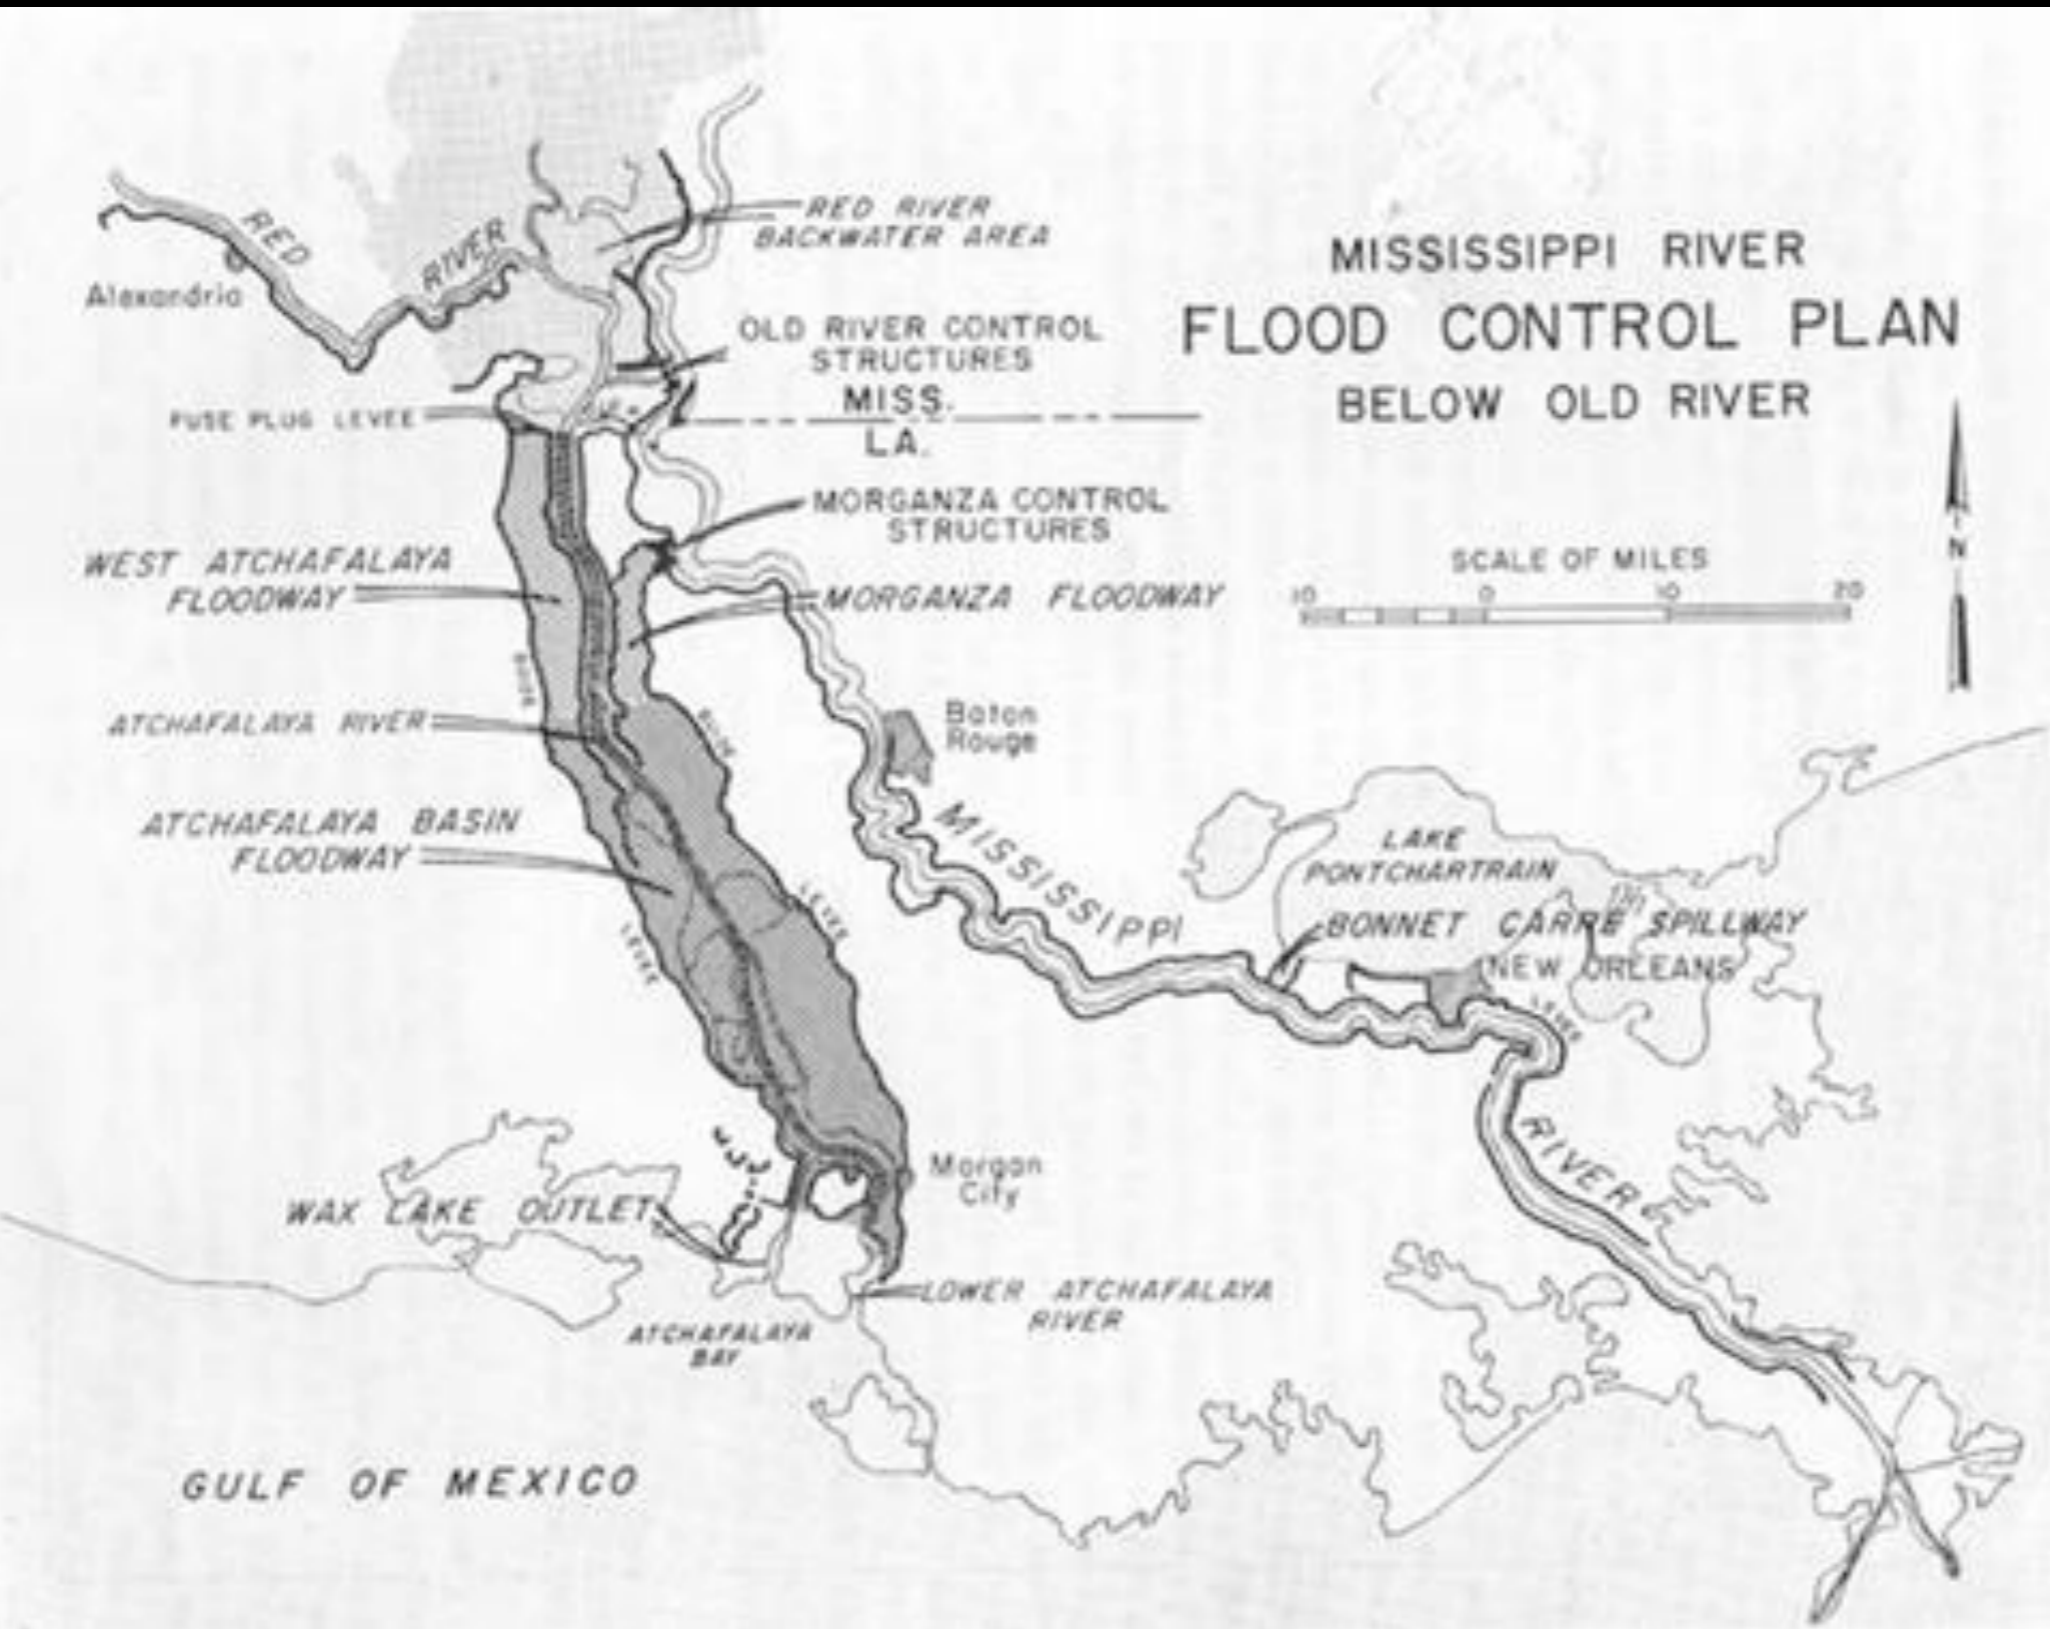 RED RIVER
BACKWATER AREA
MISSISSIPPI RIVER
FLOOD CONTROL PLAN
BELOW OLD RIVER
RED
RIVER
Alexandria
OLD RIVER CONTROL
STRUCTURES
MISS.
LA.
FUSE PLUG LEVEE
MORGANZA CONTROL
STRUCTURES
WEST ATCHAFALAYA
FLOODWAY
MORGANZA FLOODWAY
SCALE OF MILES
10 0 10 20
N
GUIDE
ATCHAFALAYA RIVER
GUIDE
Baton
Rouge
ATCHAFALAYA BASIN
FLOODWAY
MISSISSIPPI
LAKE
PONTCHARTRAIN
LEVEE
LEVEE
BONNET CARRE SPILLWAY
NEW ORLEANS
LEVEE
RIVER
Morgan
City
WAX LAKE OUTLET
LOWER ATCHAFALAYA
RIVER
ATCHAFALAYA
BAY
GULF OF MEXICO